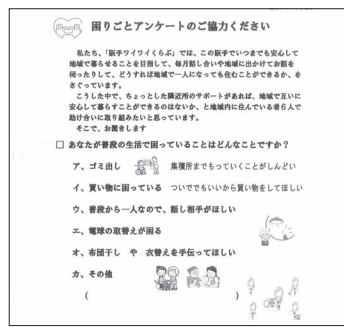 困りごとアンケートのご協力ください
私たち、「阪手ワイワイくらぶ」では、この阪手でいつまでも安心して
地域で暮らせることを目指して、毎月話し合いや地域に出かけてお話を
伺ったりして、どうすれば地域で一人になっても住むことができるか、を
さぐっています。
こうした中で、ちょっとした隣近所のサポートがあれば、地域で互いに
安心して暮らすことができるのはないか、と地域内に住んでいる者6人で
助け合いに取り組みたいと思っています。
そこで、お聞きします
□ あなたが普段の生活で困っていることはどんなことですか？
ア、ゴミ出し 集積所までもっていくことがしんどい
イ、買い物に困っている ついででもいいから買い物をしてほしい
ウ、普段から一人なので、話し相手がほしい
エ、電球の取替えが困る
オ、布団干し や 衣替えを手伝ってほしい
カ、その他
（ ）